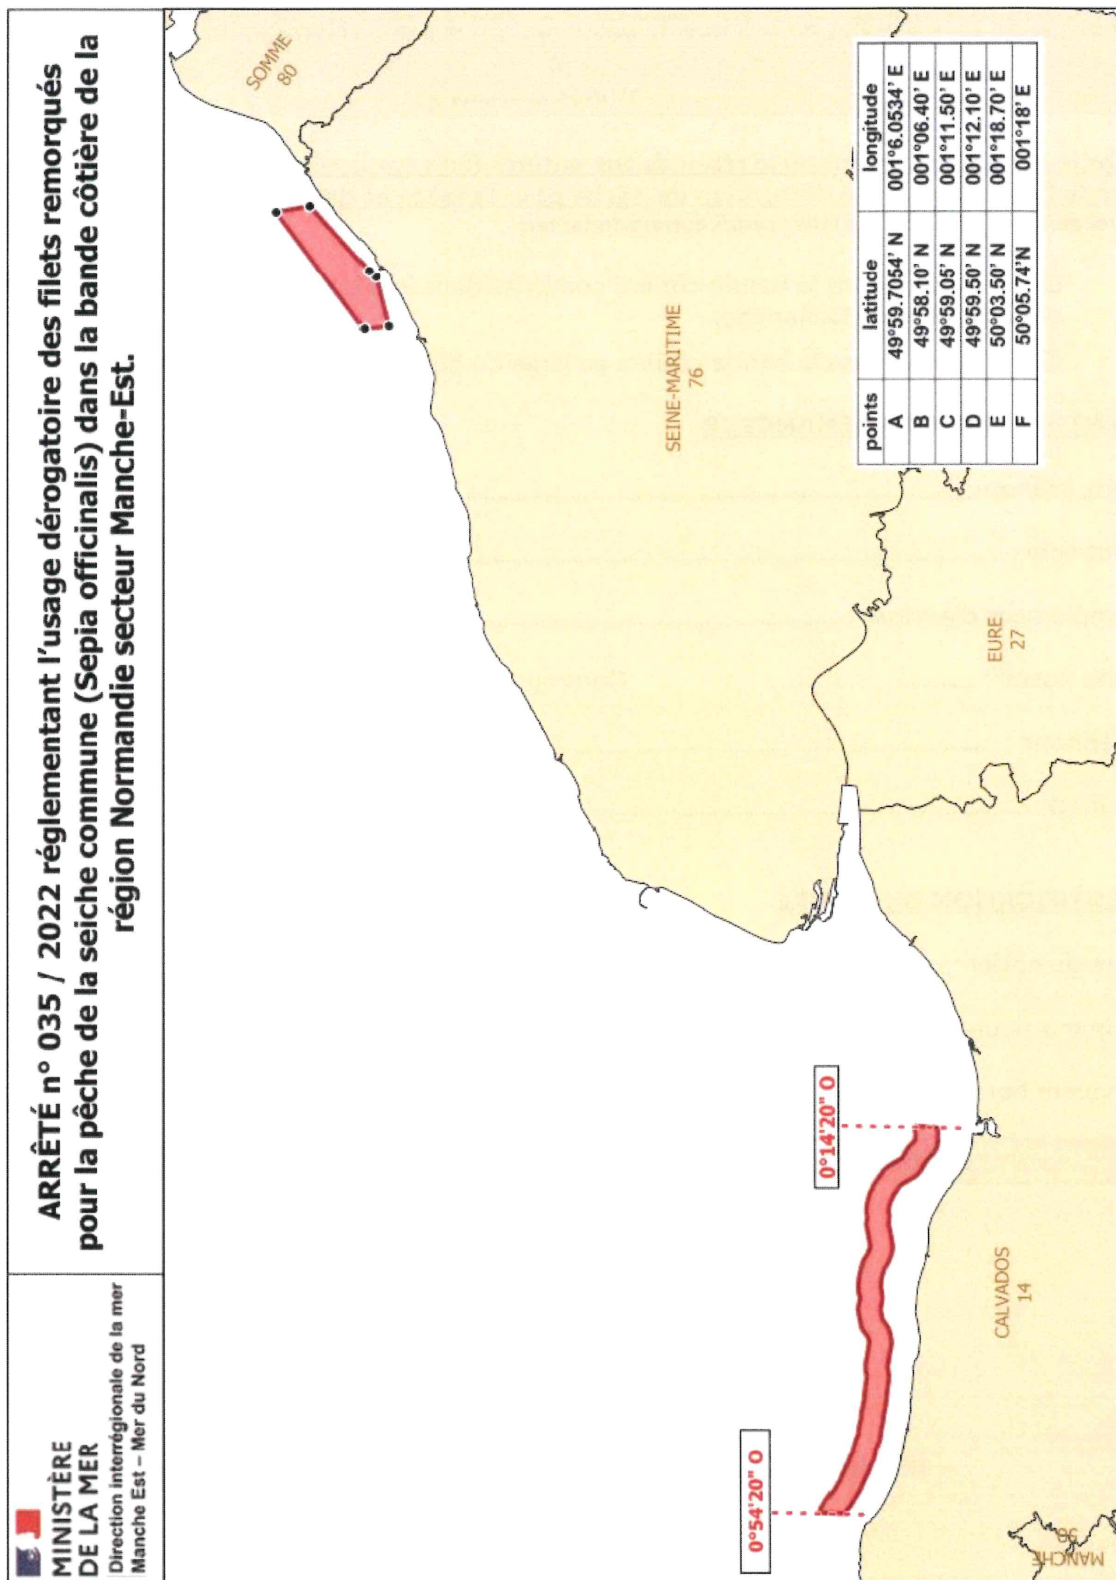 MINISTÈRE
DE LA MER
Direction interrégionale de la mer
Manche Est – Mer du Nord
ARRÊTÉ n° 035 / 2022 réglementant l'usage dérogatoire des filets remorqués
pour la pêche de la seiche commune (Sepia officinalis) dans la bande côtière de la
région Normandie secteur Manche-Est.
SOMME
80
SEINE-MARITIME
76
EURE
27
CALVADOS
14
MANCHE
50
0°54'20" O
0°14'20" O
points latitude longitude
A 49°59.7054' N 001°6.0534' E
B 49°58.10' N 001°06.40' E
C 49°59.05' N 001°11.50' E
D 49°59.50' N 001°12.10' E
E 50°03.50' N 001°18.70' E
F 50°05.74'N 001°18' E